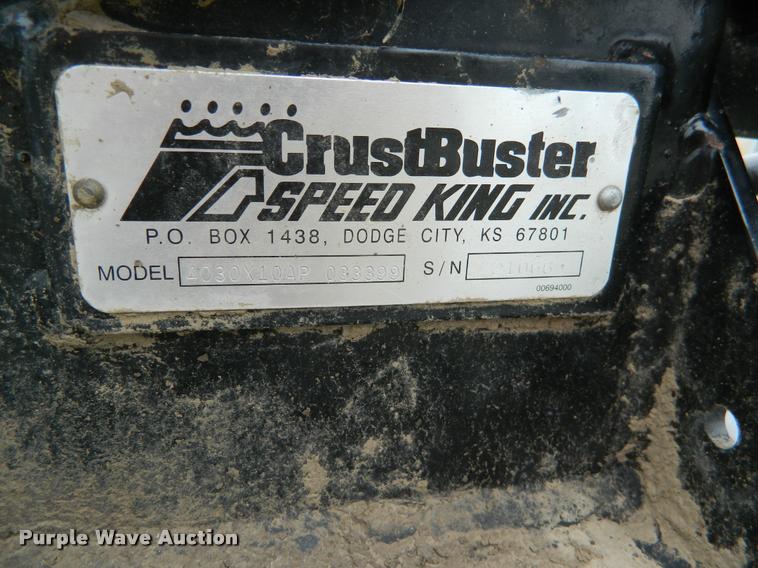 CrustBuster
SPEED KING INC.
P.O. BOX 1438, DODGE CITY, KS 67801
MODEL 4030X10AP 033399 S/N
00694000
Purple Wave Auction